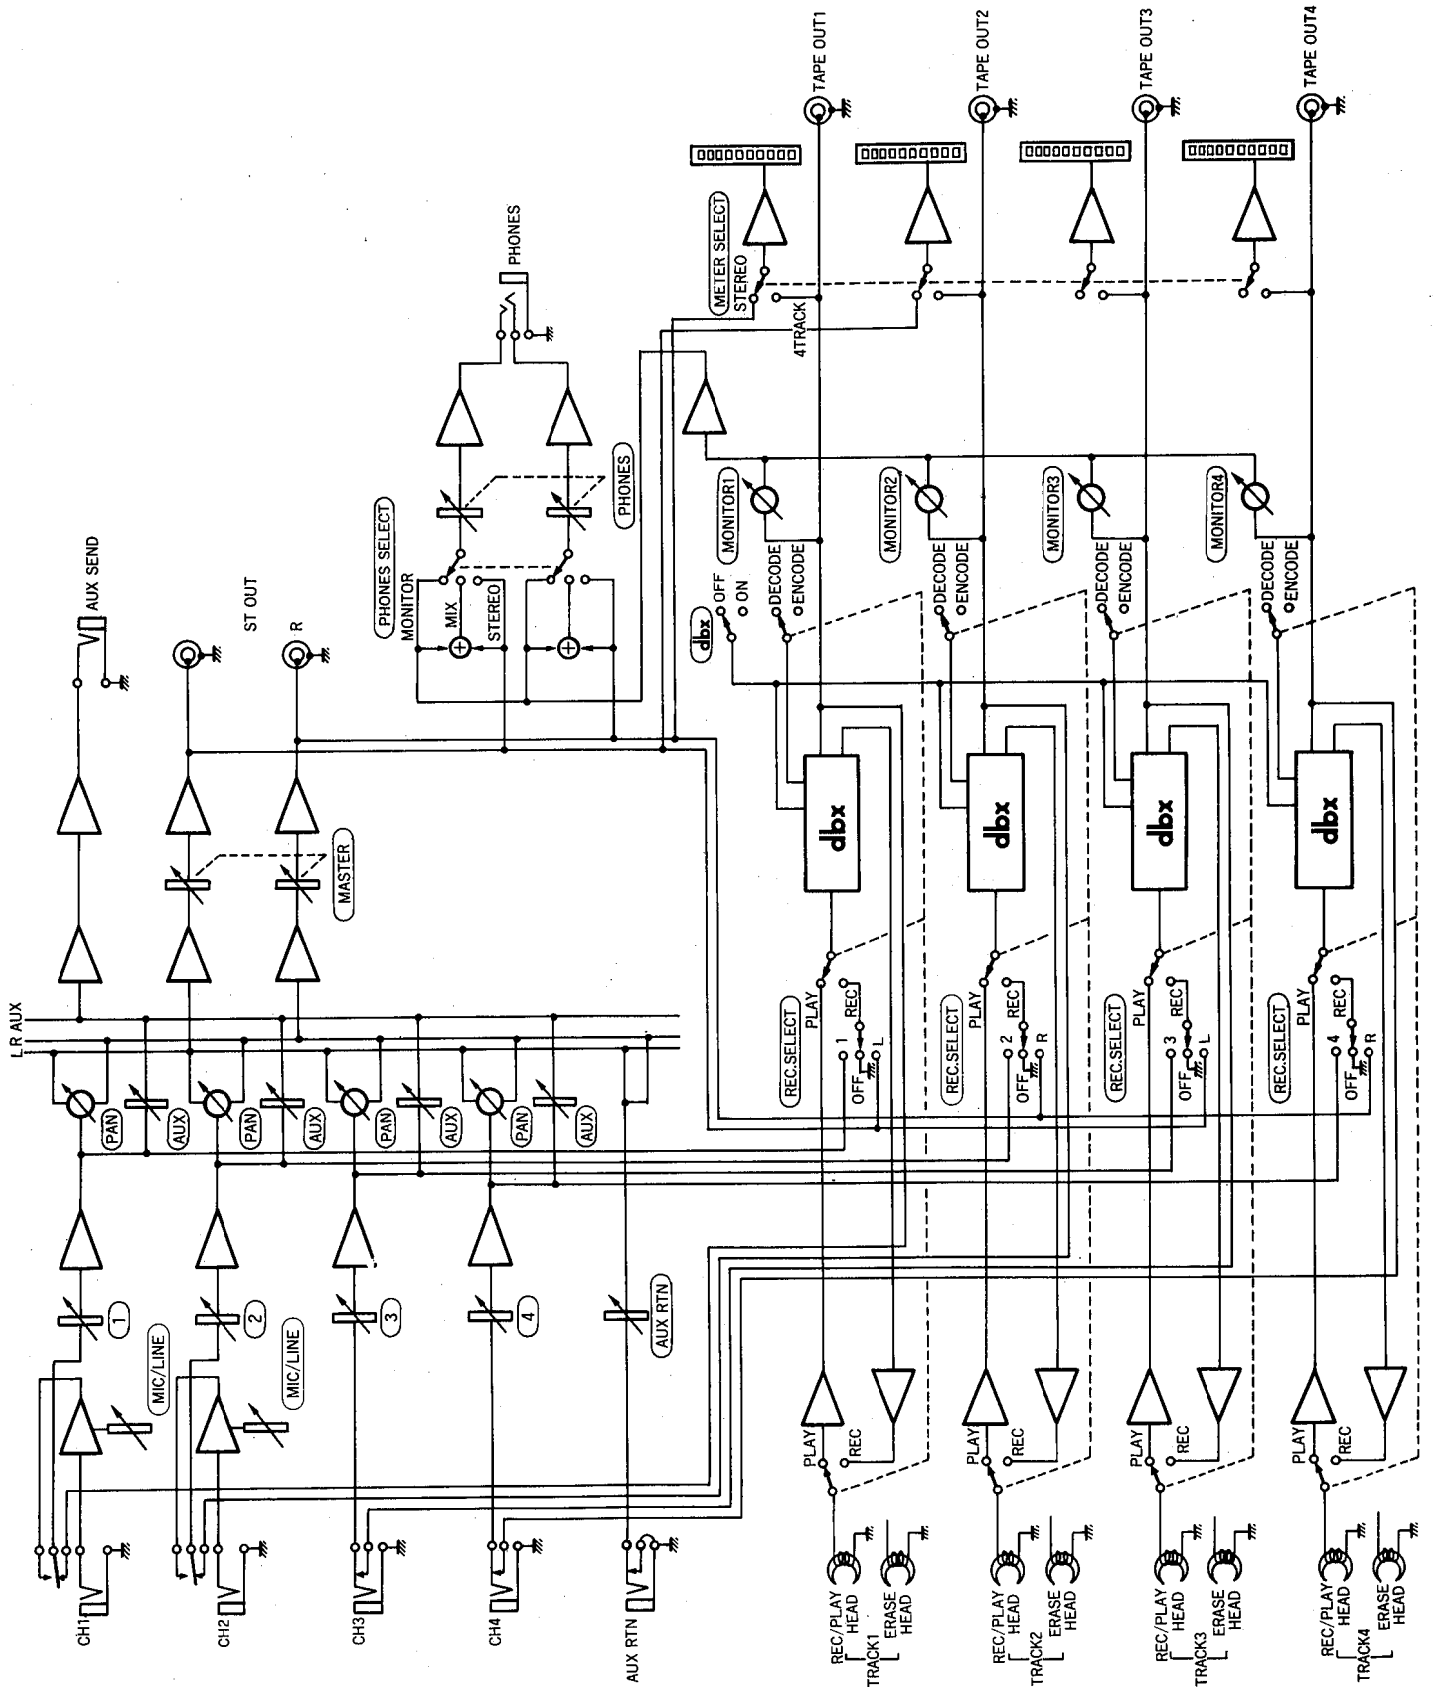 CH1
CH2
CH3
CH4
AUX RTN
MIC/LINE
MIC/LINE
1
2
3
4
AUX RTN
PAN
AUX
PAN
AUX
PAN
AUX
PAN
AUX
L R AUX
MASTER
AUX SEND
ST OUT
R
PHONES SELECT
MONITOR
MIX
STEREO
PHONES
PHONES
METER SELECT
STEREO
4TRACK
TAPE OUT1
TAPE OUT2
TAPE OUT3
TAPE OUT4
MONITOR1
MONITOR2
MONITOR3
MONITOR4
dbx
OFF
ON
DECODE
ENCODE
DECODE
ENCODE
DECODE
ENCODE
DECODE
ENCODE
dbx
dbx
dbx
dbx
REC.SELECT
PLAY
REC
1
OFF
L
REC.SELECT
PLAY
REC
2
OFF
R
REC.SELECT
PLAY
REC
3
OFF
L
REC.SELECT
PLAY
REC
4
OFF
R
PLAY
REC
PLAY
REC
PLAY
REC
PLAY
REC
REC/PLAY
HEAD
ERASE
HEAD
TRACK1
REC/PLAY
HEAD
ERASE
HEAD
TRACK2
REC/PLAY
HEAD
ERASE
HEAD
TRACK3
REC/PLAY
HEAD
ERASE
HEAD
TRACK4